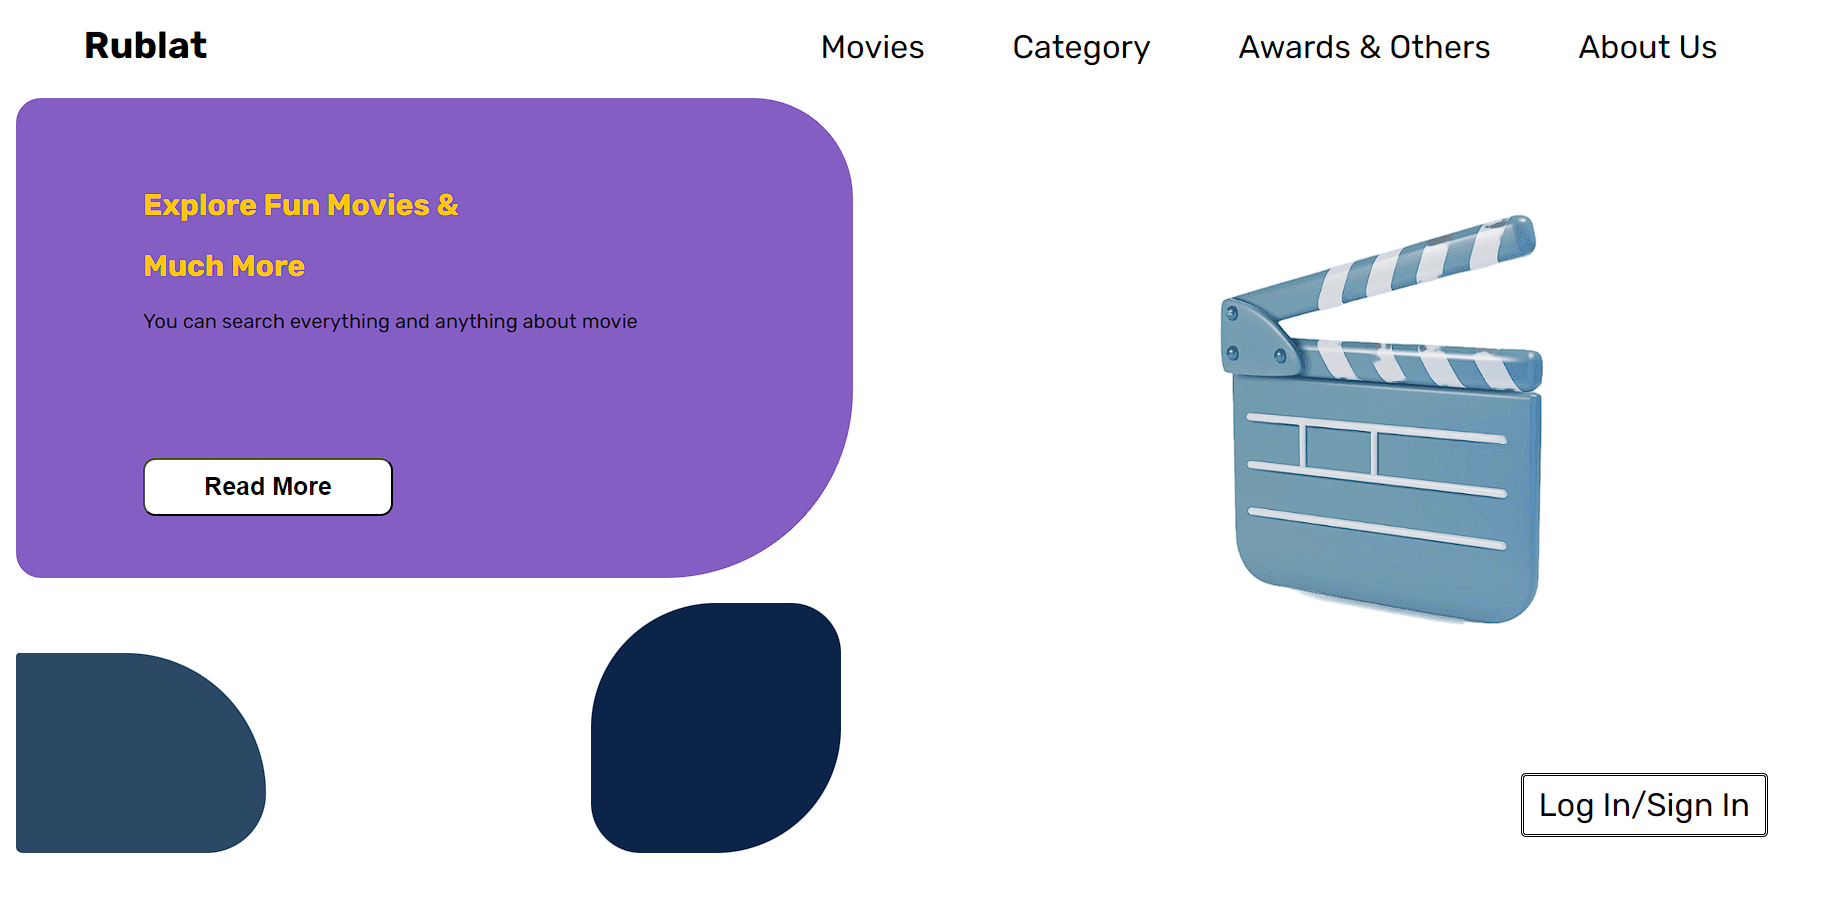 Rublat
Movies
Category
Awards & Others
About Us
Explore Fun Movies &
Much More
You can search everything and anything about movie
Read More
Log In/Sign In